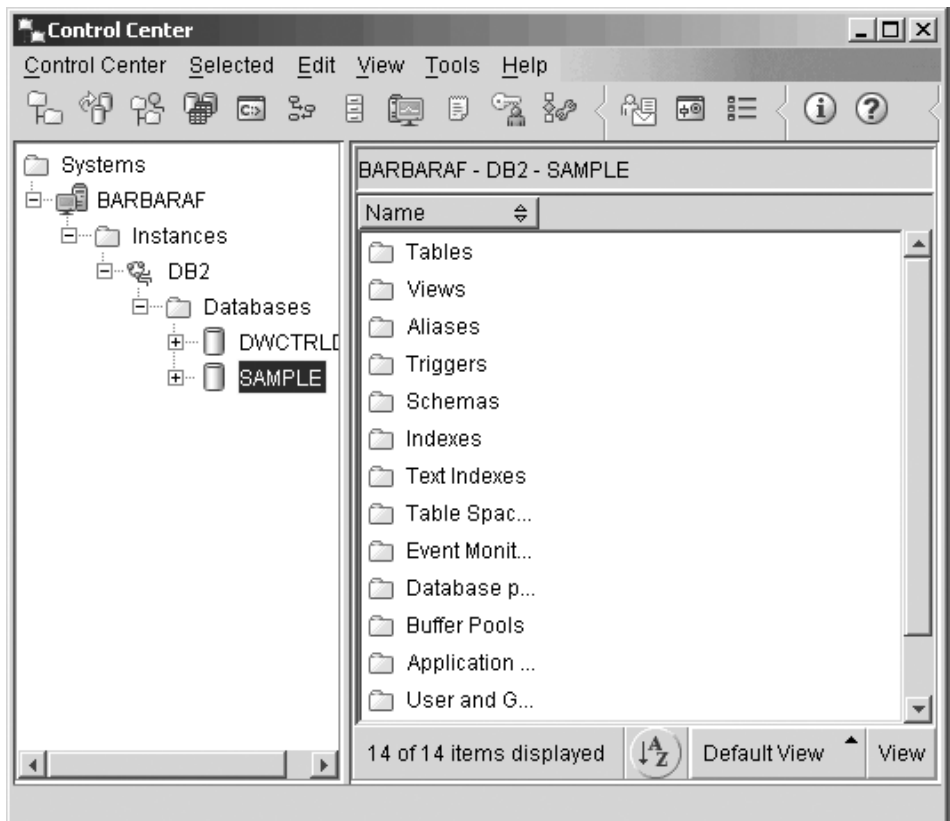 Control Center
Control Center Selected Edit View Tools Help
C:>
Systems
BARBARAF
Instances
DB2
Databases
DWCTRLD
SAMPLE
BARBARAF - DB2 - SAMPLE
Name
Tables
Views
Aliases
Triggers
Schemas
Indexes
Text Indexes
Table Spac...
Event Monit...
Database p...
Buffer Pools
Application ...
User and G...
14 of 14 items displayed
A Z
Default View
View